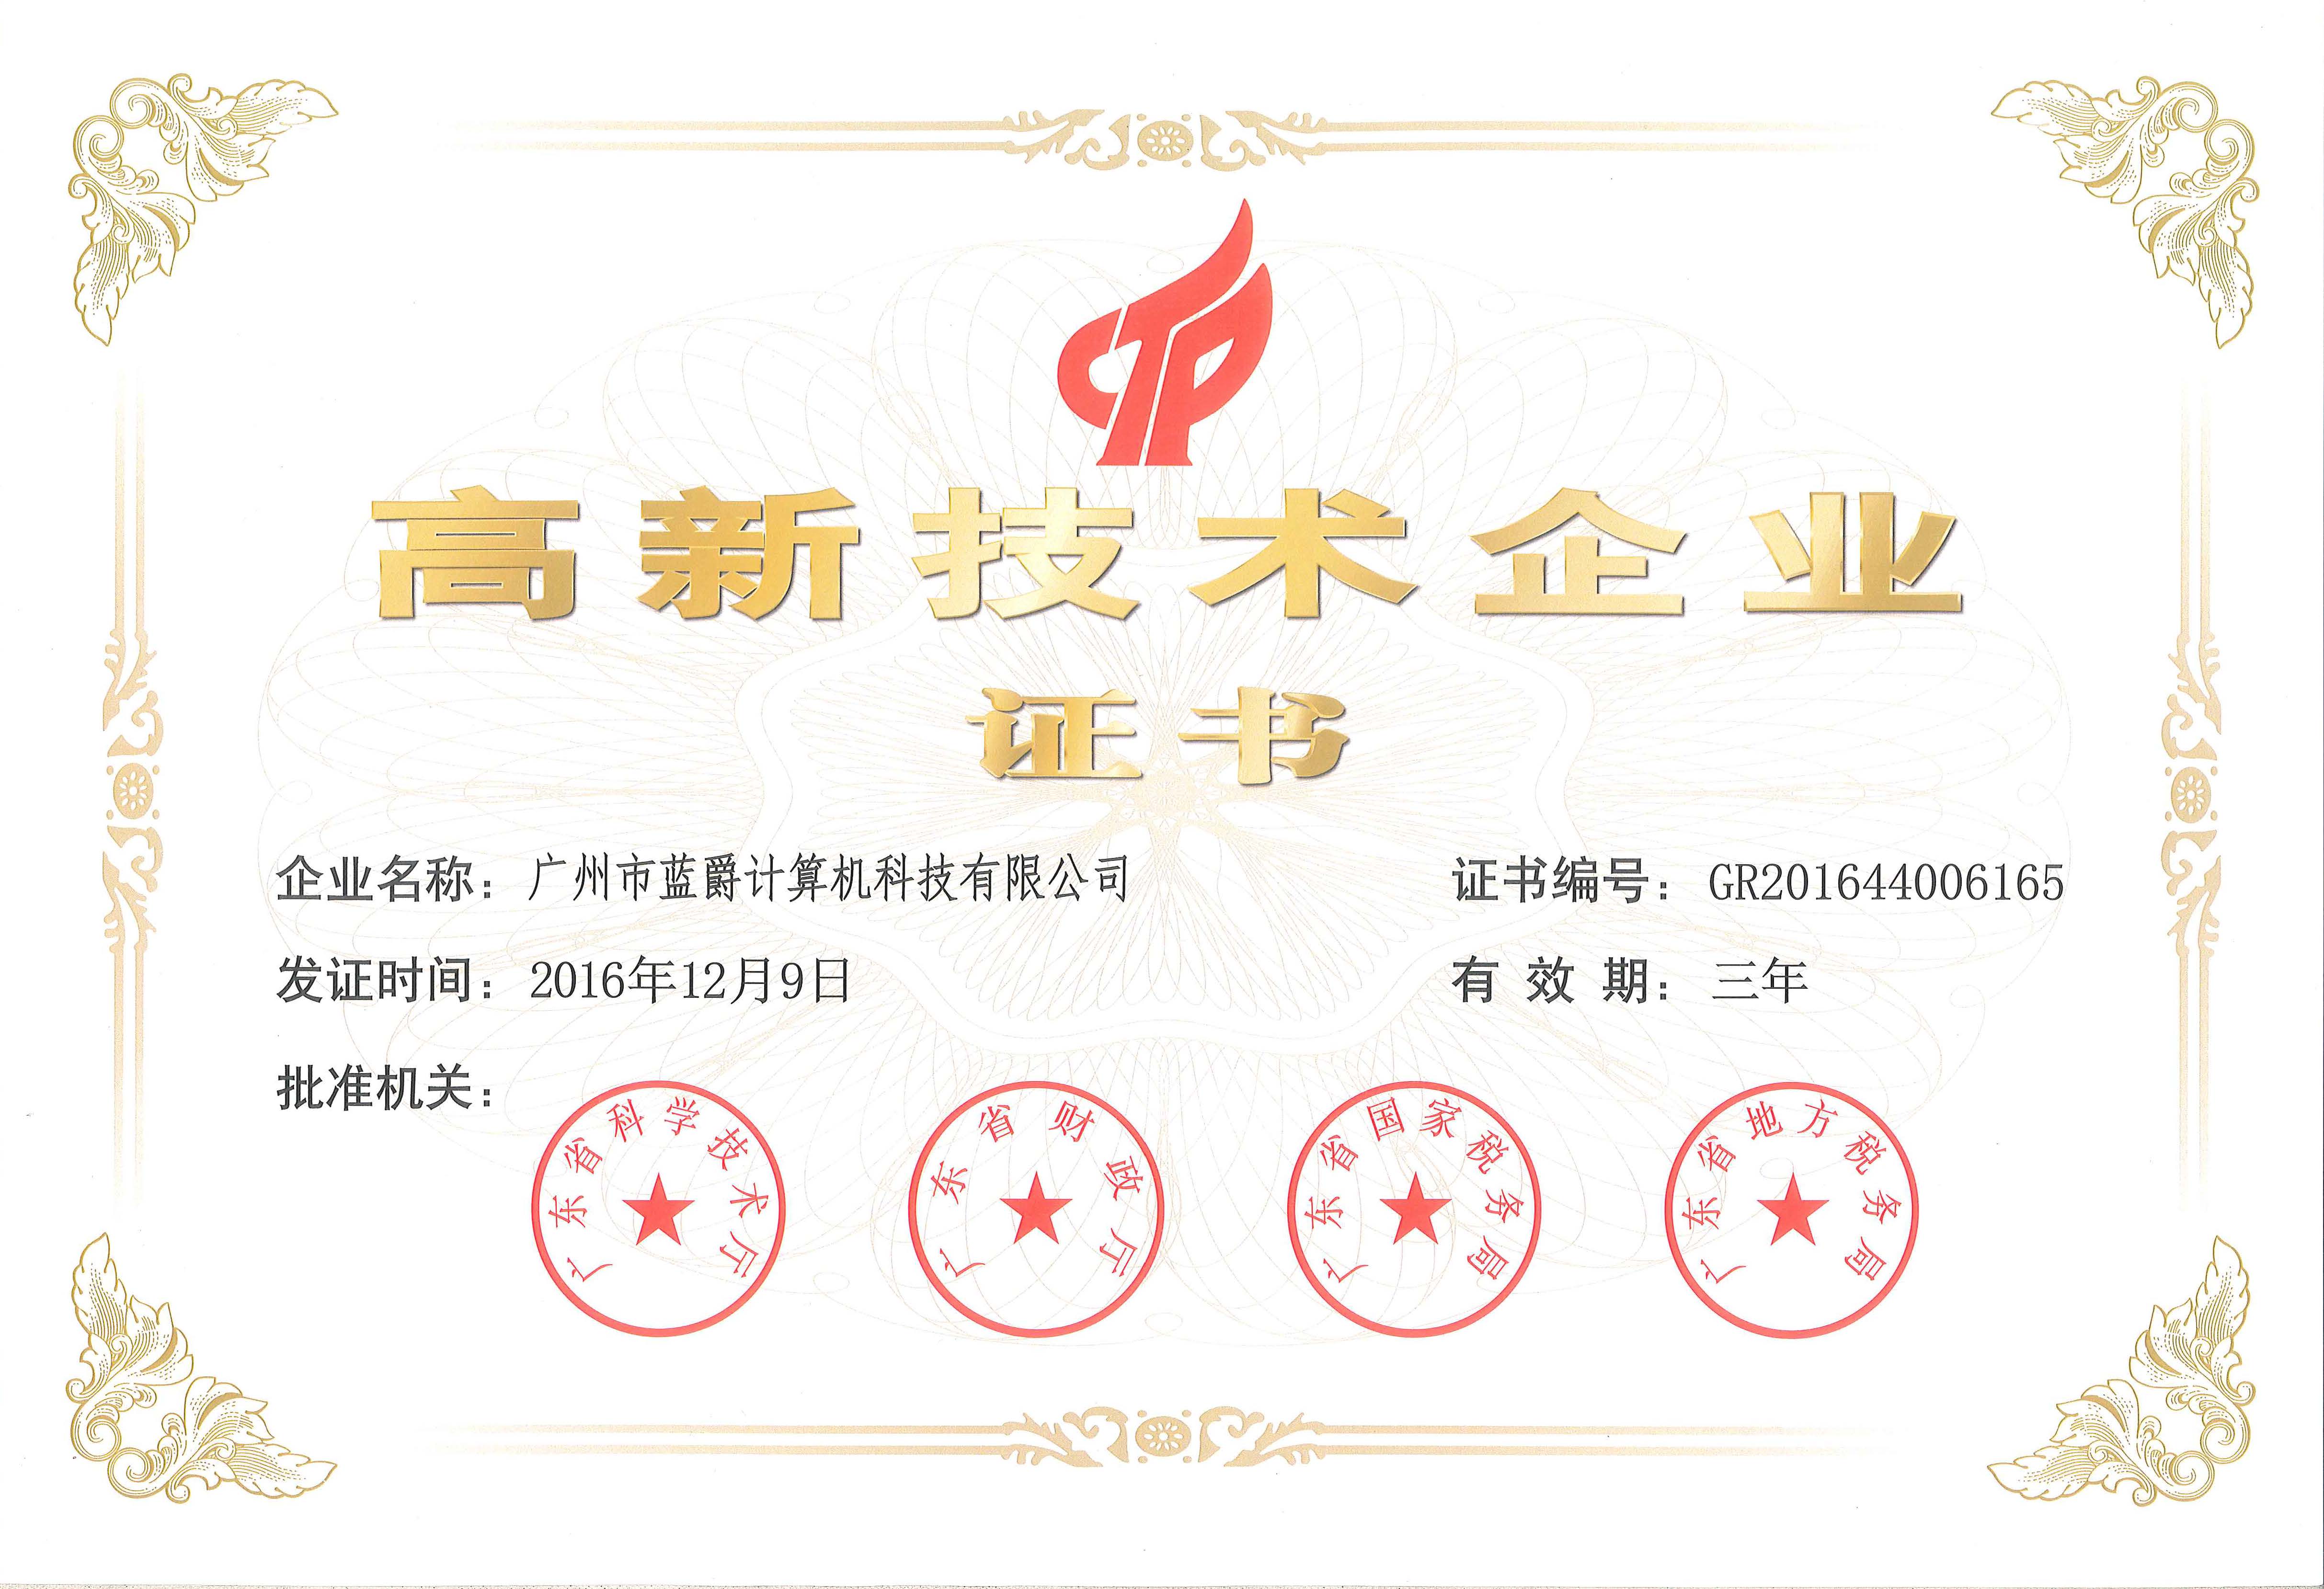 高新技术企业
证书
企业名称：广州市蓝爵计算机科技有限公司
证书编号：GR201644006165
发证时间：2016年12月9日
有效期：三年
批准机关：
广东省科学技术厅
广东省财政厅
广东省国家税务局
广东省地方税务局